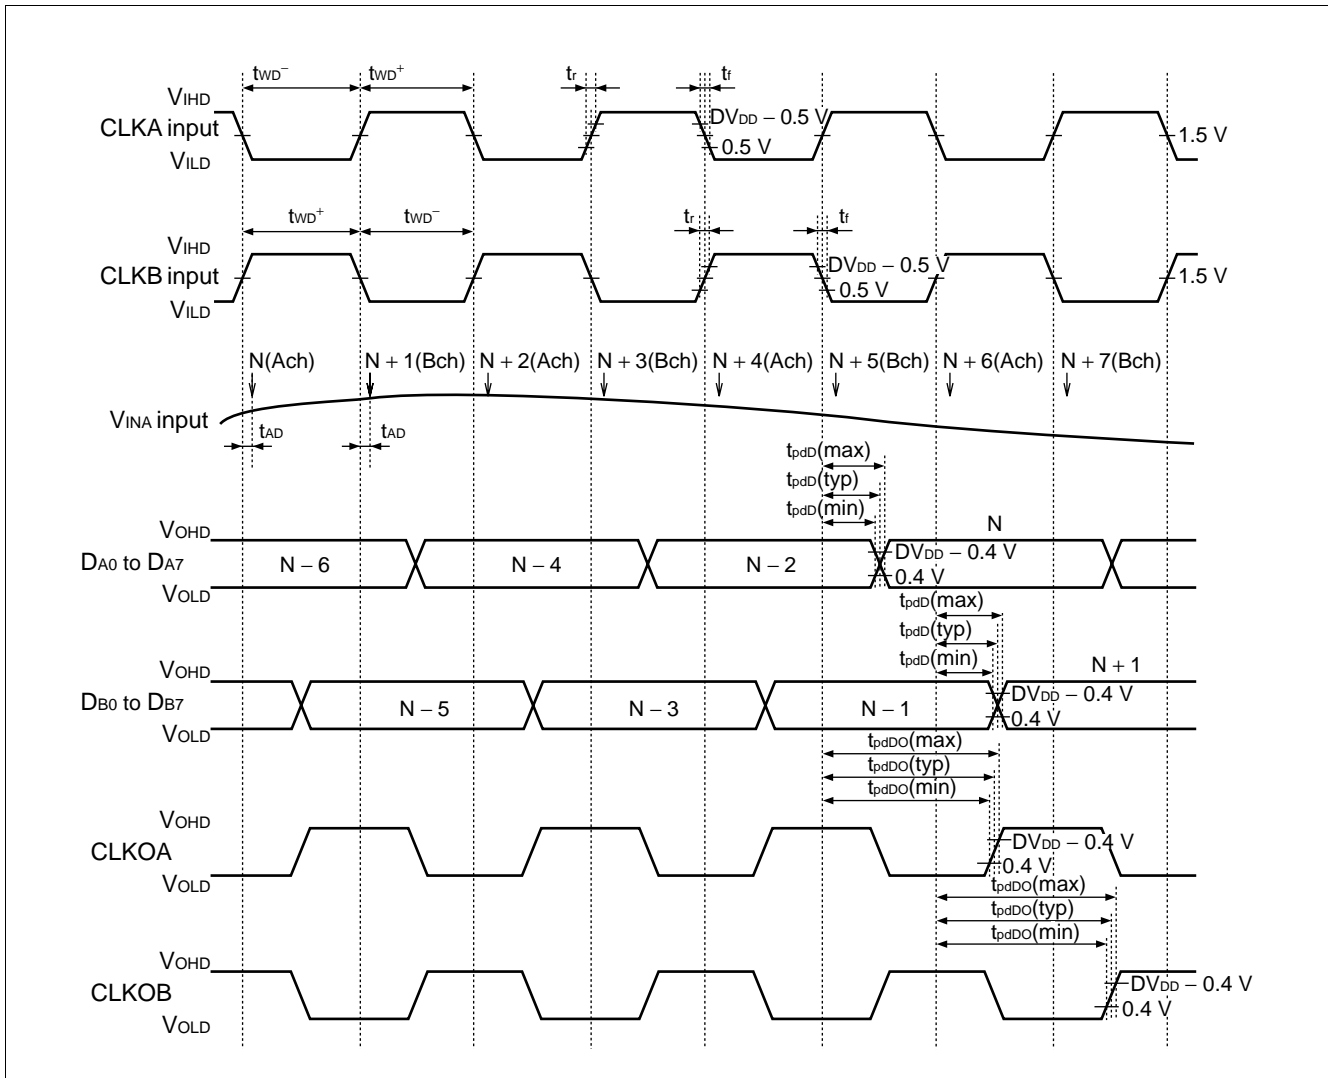 tWD− tWD+ tr tf
VIHD
CLKA input
VILD
DVDD − 0.5 V
0.5 V
1.5 V
tWD+ tWD− tr tf
VIHD
CLKB input
VILD
DVDD − 0.5 V
0.5 V
1.5 V
N(Ach) N + 1(Bch) N + 2(Ach) N + 3(Bch) N + 4(Ach) N + 5(Bch) N + 6(Ach) N + 7(Bch)
VINA input
tAD tAD
tpdD(max)
tpdD(typ)
tpdD(min)
VOHD
DA0 to DA7
VOLD
N − 6 N − 4 N − 2 N
DVDD − 0.4 V
0.4 V
tpdD(max)
tpdD(typ)
tpdD(min)
VOHD
DB0 to DB7
VOLD
N − 5 N − 3 N − 1 N + 1
DVDD − 0.4 V
0.4 V
tpdDO(max)
tpdDO(typ)
tpdDO(min)
VOHD
CLKOA
VOLD
DVDD − 0.4 V
0.4 V
tpdDO(max)
tpdDO(typ)
tpdDO(min)
VOHD
CLKOB
VOLD
DVDD − 0.4 V
0.4 V